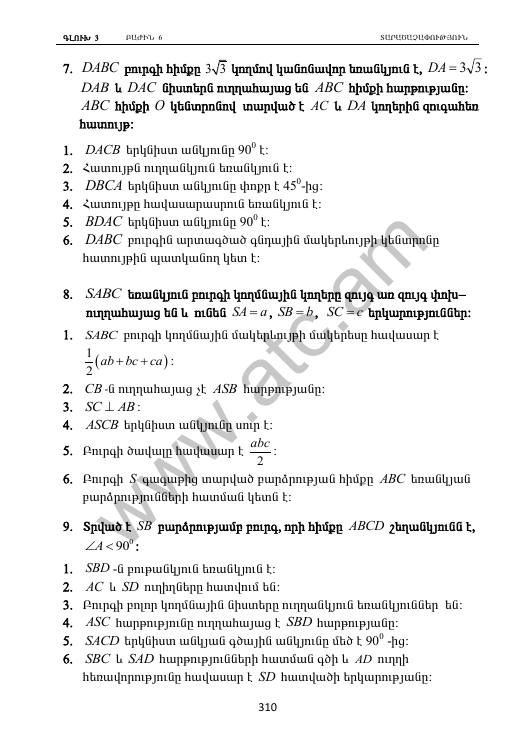 ԳԼՈՒԽ 3 ԲԱԺԻՆ 6 ՏԱՐԱԾԱՉԱՓՈՒԹՅՈՒՆ
7. DABC բուրգի հիմքը 3√3 կողմով կանոնավոր եռանկյուն է, DA = 3√3 :
DAB և DAC նիստերն ուղղահայաց են ABC հիմքի հարթությանը:
ABC հիմքի O կենտրոնով տարված է AC և DA կողերին զուգահեռ
հատույթ:
1. DACB երկնիստ անկյունը 90⁰ է:
2. Հատույթն ուղղանկյուն եռանկյուն է:
3. DBCA երկնիստ անկյունը փոքր է 45⁰-ից:
4. Հատույթը հավասարասրուն եռանկյուն է:
5. BDAC երկնիստ անկյունը 90⁰ է:
6. DABC բուրգին արտագծած գնդային մակերևույթի կենտրոնը
հատույթին պատկանող կետ է:
8. SABC եռանկյուն բուրգի կողմնային կողերը զույգ առ զույգ փոխ–
ուղղահայաց են և ունեն SA = a , SB = b , SC = c երկարություններ:
1. SABC բուրգի կողմնային մակերևույթի մակերեսը հավասար է
1/2 (ab + bc + ca) :
2. CB -ն ուղղահայաց չէ ASB հարթությանը:
3. SC ⊥ AB :
4. ASCB երկնիստ անկյունը սուր է:
5. Բուրգի ծավալը հավասար է abc/2 :
6. Բուրգի S գագաթից տարված բարձրության հիմքը ABC եռանկյան
բարձրությունների հատման կետն է:
9. Տրված է SB բարձրությամբ բուրգ, որի հիմքը ABCD շեղանկյունն է,
∠A < 90⁰ :
1. SBD -ն բութանկյուն եռանկյուն է:
2. AC և SD ուղիղները հատվում են:
3. Բուրգի բոլոր կողմնային նիստերը ուղղանկյուն եռանկյուններ են:
4. ASC հարթությունը ուղղահայաց է SBD հարթությանը:
5. SACD երկնիստ անկյան գծային անկյունը մեծ է 90⁰ -ից:
6. SBC և SAD հարթությունների հատման գծի և AD ուղղի
հեռավորությունը հավասար է SD հատվածի երկարությանը:
310
www.atc.am